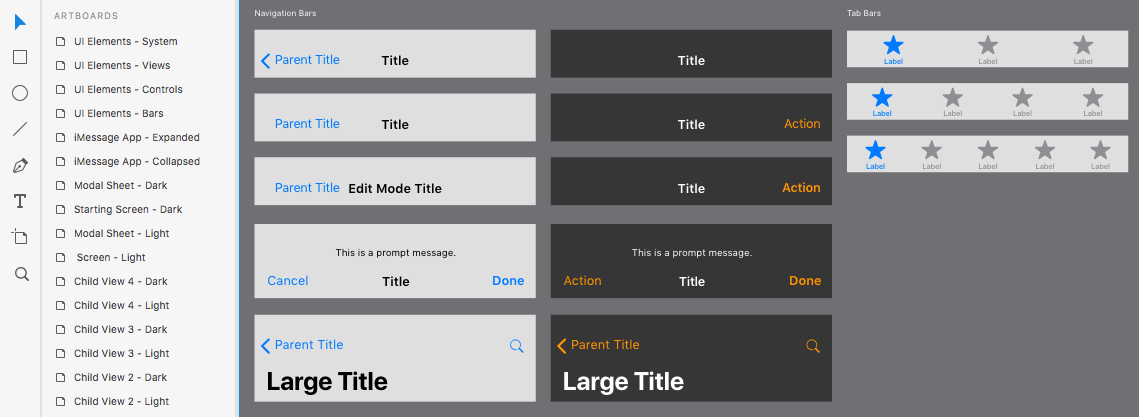 ARTBOARDS
UI Elements - System
UI Elements - Views
UI Elements - Controls
UI Elements - Bars
iMessage App - Expanded
iMessage App - Collapsed
Modal Sheet - Dark
Starting Screen - Dark
Modal Sheet - Light
Screen - Light
Child View 4 - Dark
Child View 4 - Light
Child View 3 - Dark
Child View 3 - Light
Child View 2 - Dark
Child View 2 - Light
Navigation Bars
Parent Title Title
Parent Title Title
Parent Title Edit Mode Title
This is a prompt message.
Cancel Title Done
Parent Title
Large Title
Title
Title Action
Title Action
This is a prompt message.
Action Title Done
Parent Title
Large Title
Tab Bars
Label Label Label
Label Label Label Label
Label Label Label Label Label